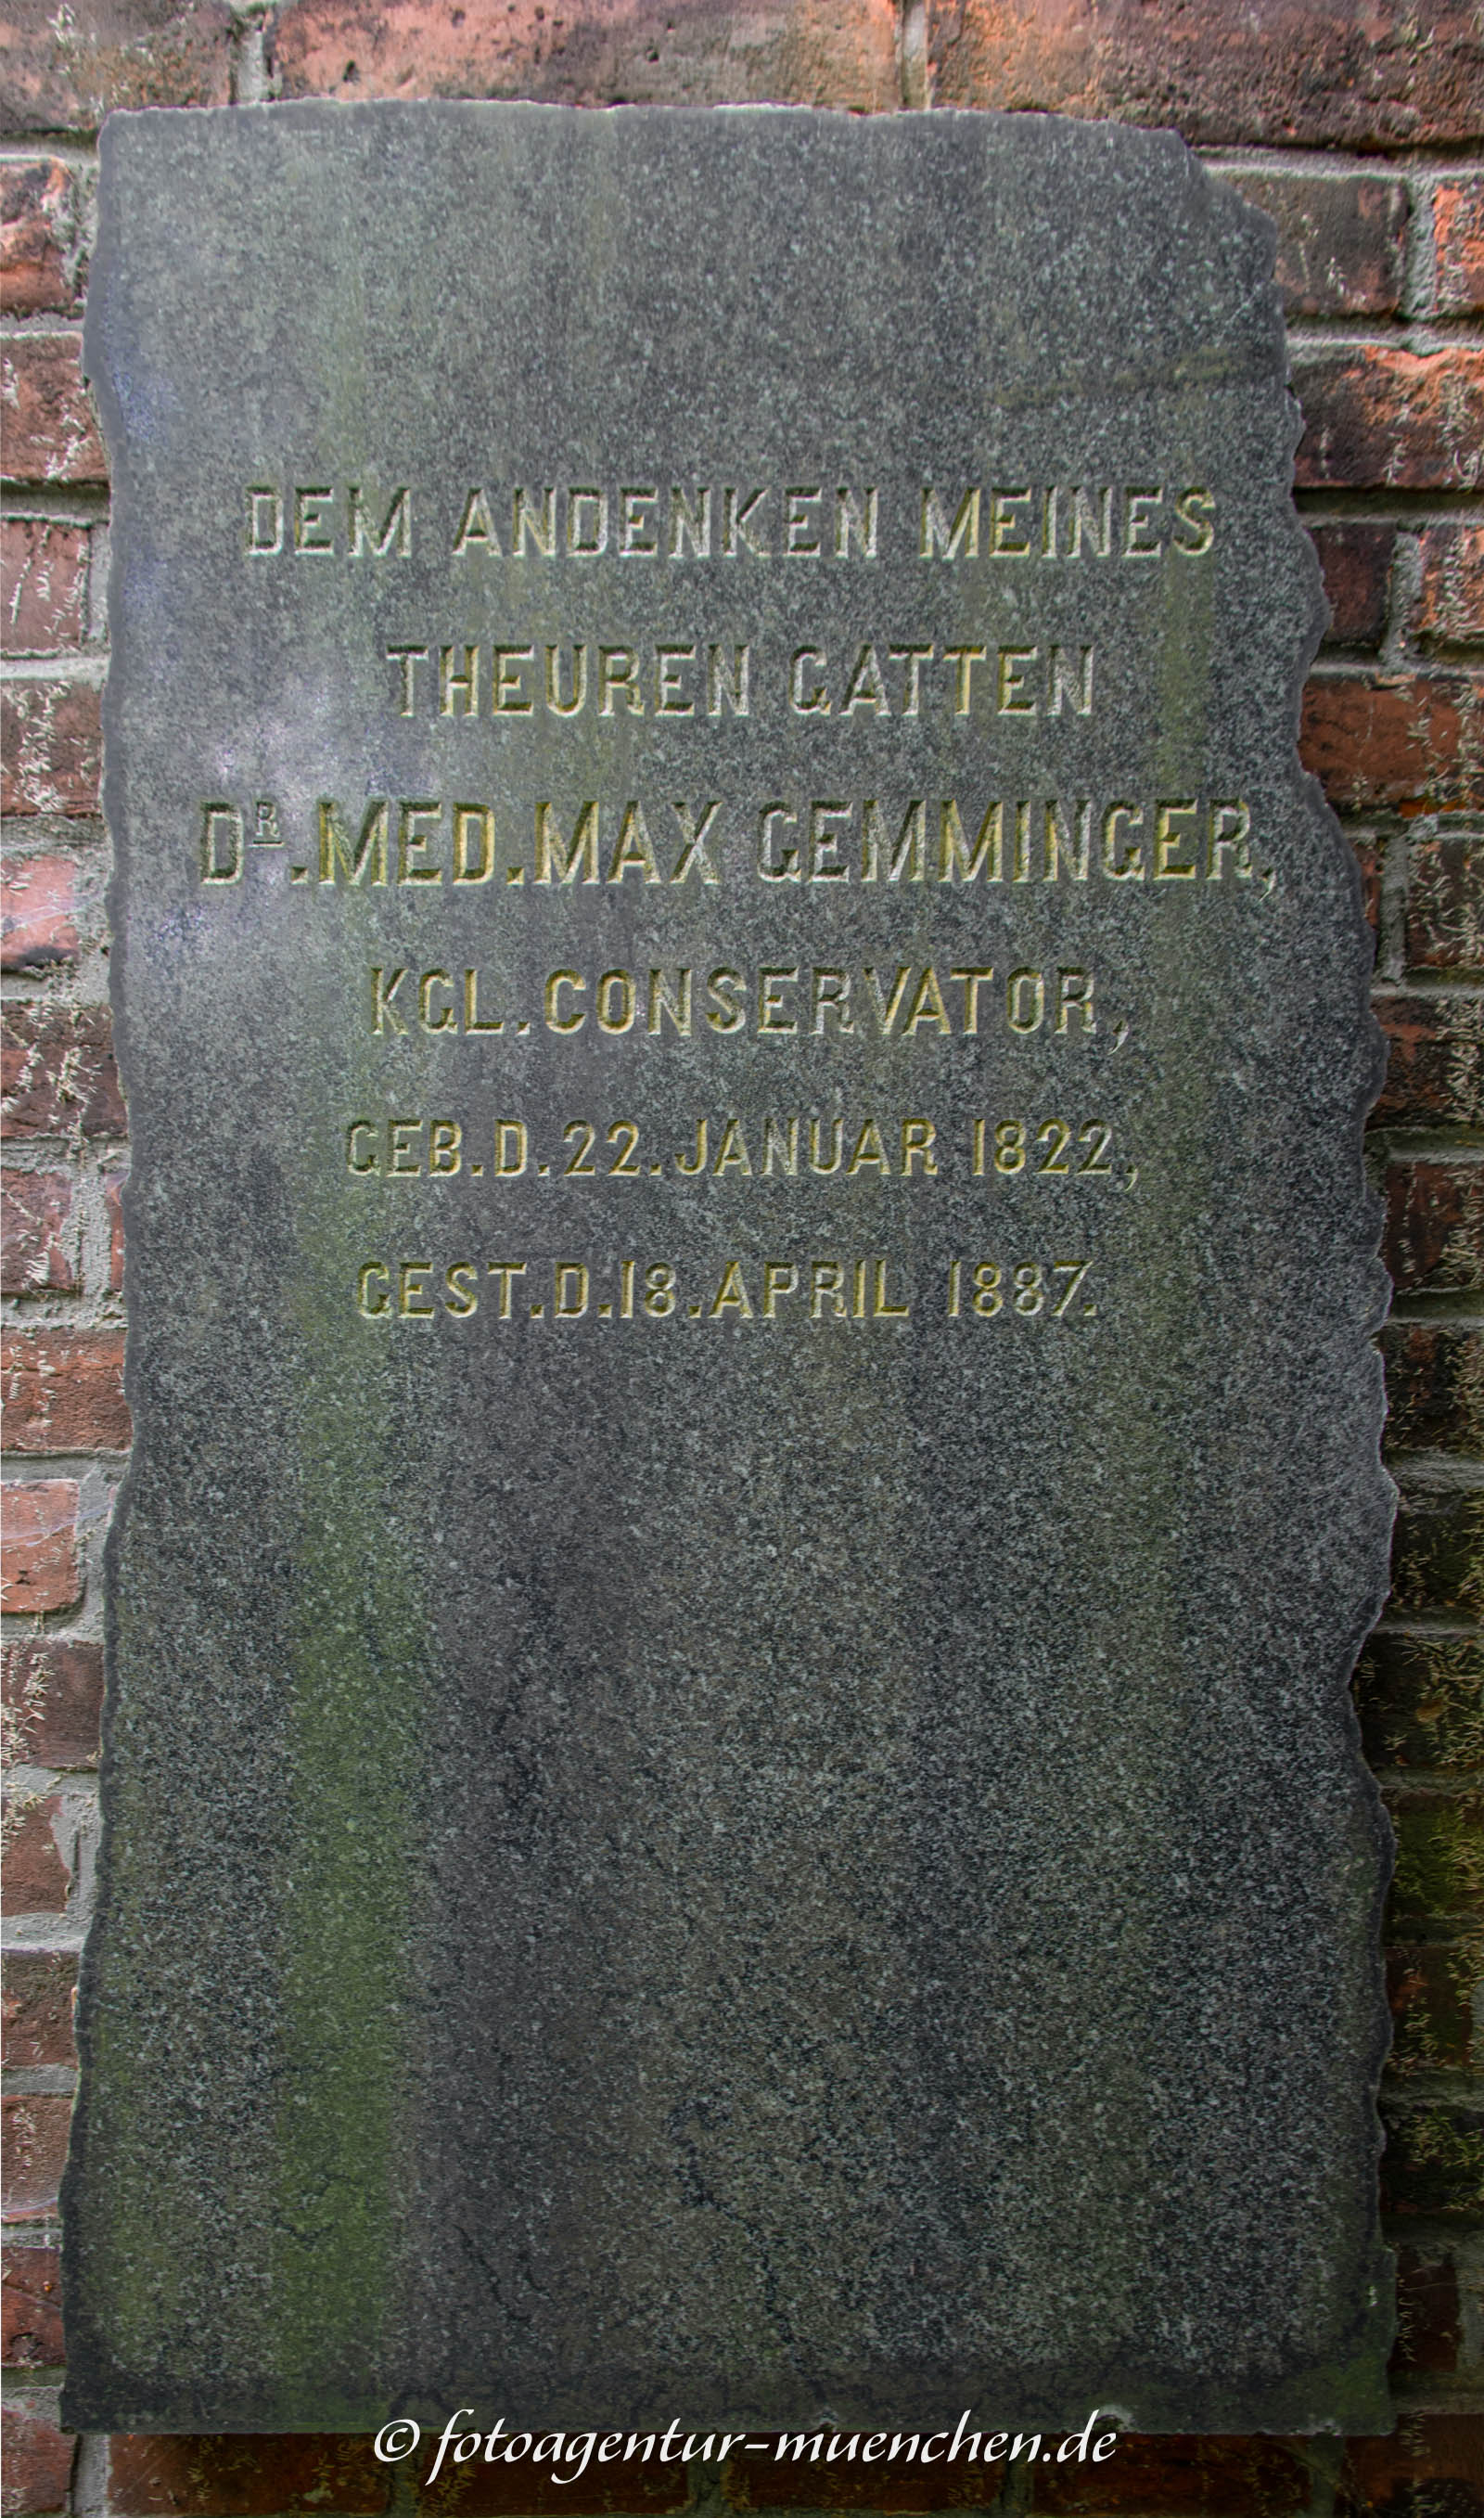 DEM ANDENKEN MEINES
THEUREN GATTEN
DR.MED.MAX GEMMINGER,
KGL.CONSERVATOR,
GEB.D.22.JANUAR 1822,
GEST.D.18.APRIL 1887.
© fotoagentur-muenchen.de